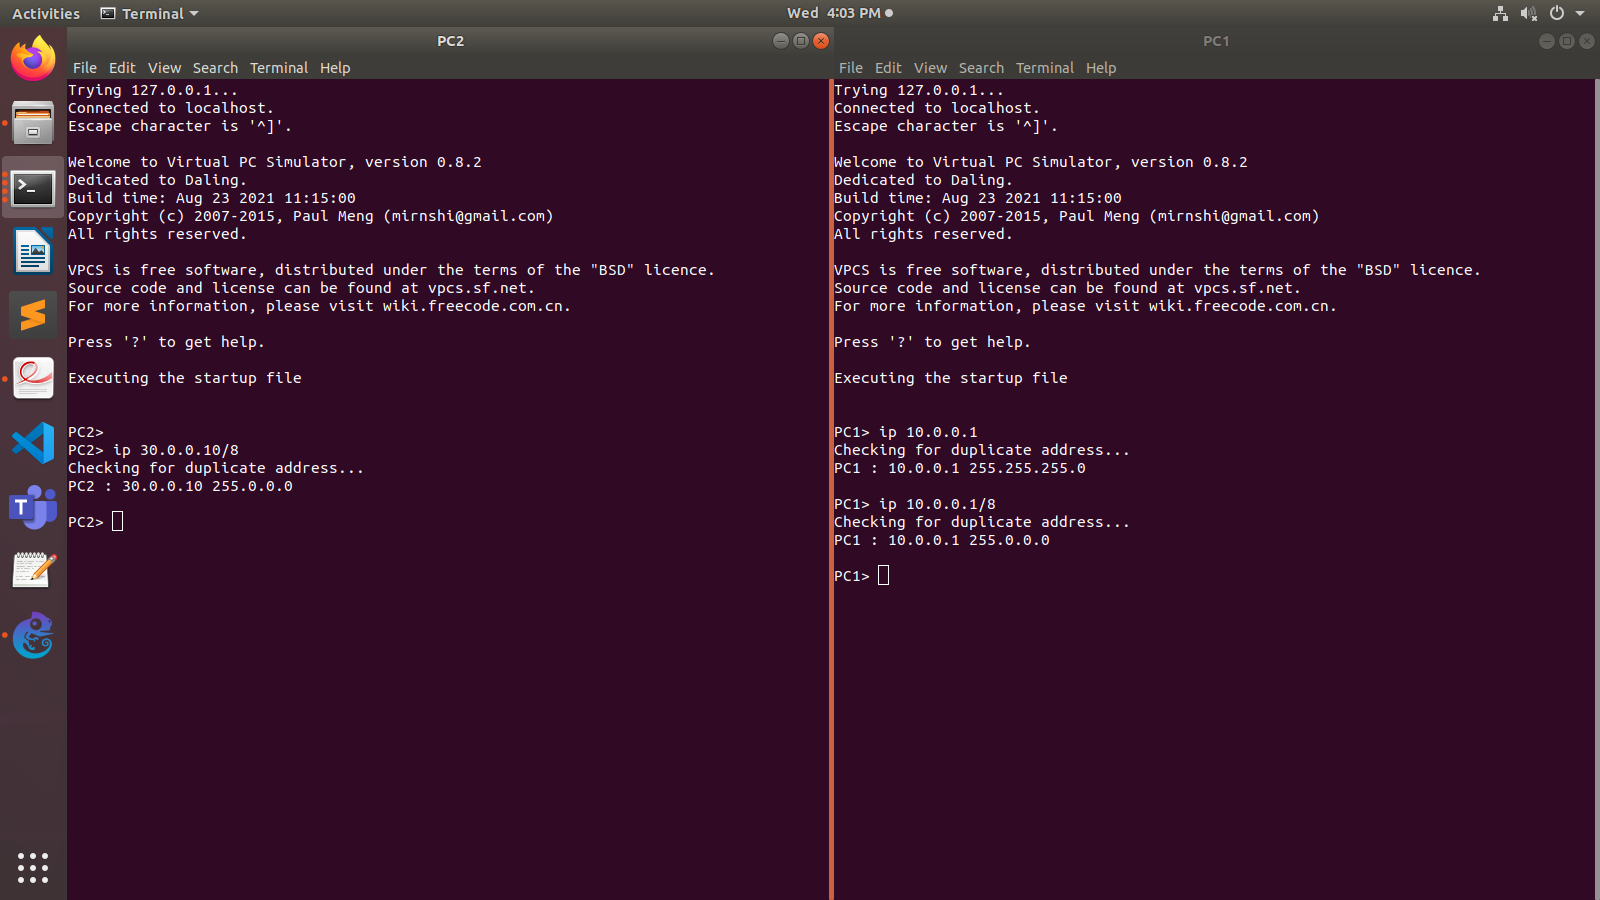 Activities Terminal Wed 4:03 PM
PC2
File Edit View Search Terminal Help
Trying 127.0.0.1...
Connected to localhost.
Escape character is '^]'.
Welcome to Virtual PC Simulator, version 0.8.2
Dedicated to Daling.
Build time: Aug 23 2021 11:15:00
Copyright (c) 2007-2015, Paul Meng (mirnshi@gmail.com)
All rights reserved.
VPCS is free software, distributed under the terms of the "BSD" licence.
Source code and license can be found at vpcs.sf.net.
For more information, please visit wiki.freecode.com.cn.
Press '?' to get help.
Executing the startup file
PC2>
PC2> ip 30.0.0.10/8
Checking for duplicate address...
PC2 : 30.0.0.10 255.0.0.0
PC2>
PC1
File Edit View Search Terminal Help
Trying 127.0.0.1...
Connected to localhost.
Escape character is '^]'.
Welcome to Virtual PC Simulator, version 0.8.2
Dedicated to Daling.
Build time: Aug 23 2021 11:15:00
Copyright (c) 2007-2015, Paul Meng (mirnshi@gmail.com)
All rights reserved.
VPCS is free software, distributed under the terms of the "BSD" licence.
Source code and license can be found at vpcs.sf.net.
For more information, please visit wiki.freecode.com.cn.
Press '?' to get help.
Executing the startup file
PC1> ip 10.0.0.1
Checking for duplicate address...
PC1 : 10.0.0.1 255.255.255.0
PC1> ip 10.0.0.1/8
Checking for duplicate address...
PC1 : 10.0.0.1 255.0.0.0
PC1>